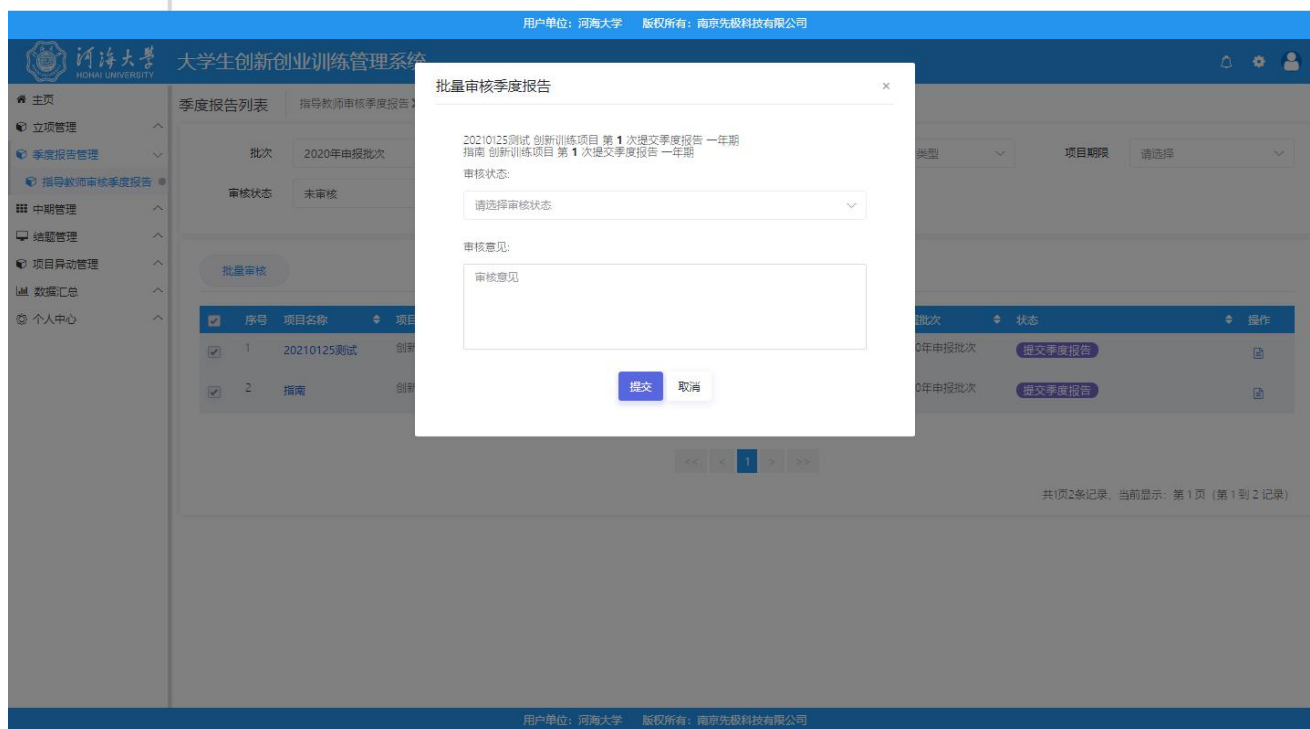 用户单位：河海大学 版权所有：南京先极科技有限公司
河海大学
HOHAI UNIVERSITY
大学生创新创业训练管理系统
主页
立项管理
季度报告管理
指导教师审核季度报告
中期管理
结题管理
项目异动管理
数据汇总
个人中心
季度报告列表 指导教师审核季度报告
批次 2020年申报批次 类型 项目期限 请选择
审核状态 未审核
批量审核
序号 项目名称 项目 批次 状态 操作
1 20210125测试 创新 0年申报批次 提交季度报告
2 指南 创新 0年申报批次 提交季度报告
批量审核季度报告 ×
20210125测试 创新训练项目 第 1 次提交季度报告 一年期
指南 创新训练项目 第 1 次提交季度报告 一年期
审核状态:
请选择审核状态
审核意见:
审核意见
提交 取消
<< < 1 > >>
共1页2条记录, 当前显示: 第 1 页 (第 1 到 2 记录)
用户单位：河海大学 版权所有：南京先极科技有限公司